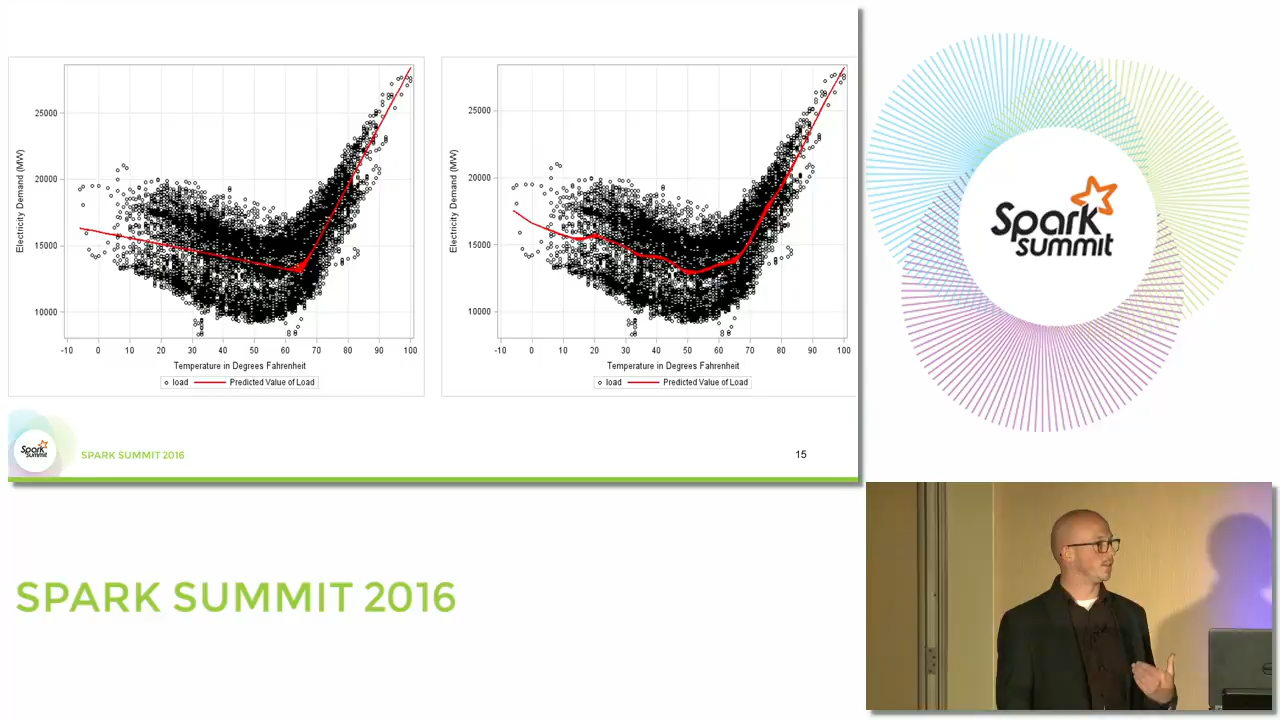 Electricity Demand (MW)
25000
20000
15000
10000
-10 0 10 20 30 40 50 60 70 80 90 100
Temperature in Degrees Fahrenheit
load Predicted Value of Load
Electricity Demand (MW)
25000
20000
15000
10000
-10 0 10 20 30 40 50 60 70 80 90 100
Temperature in Degrees Fahrenheit
load Predicted Value of Load
Spark
summit
SPARK SUMMIT 2016
15
Spark
summit
SPARK SUMMIT 2016